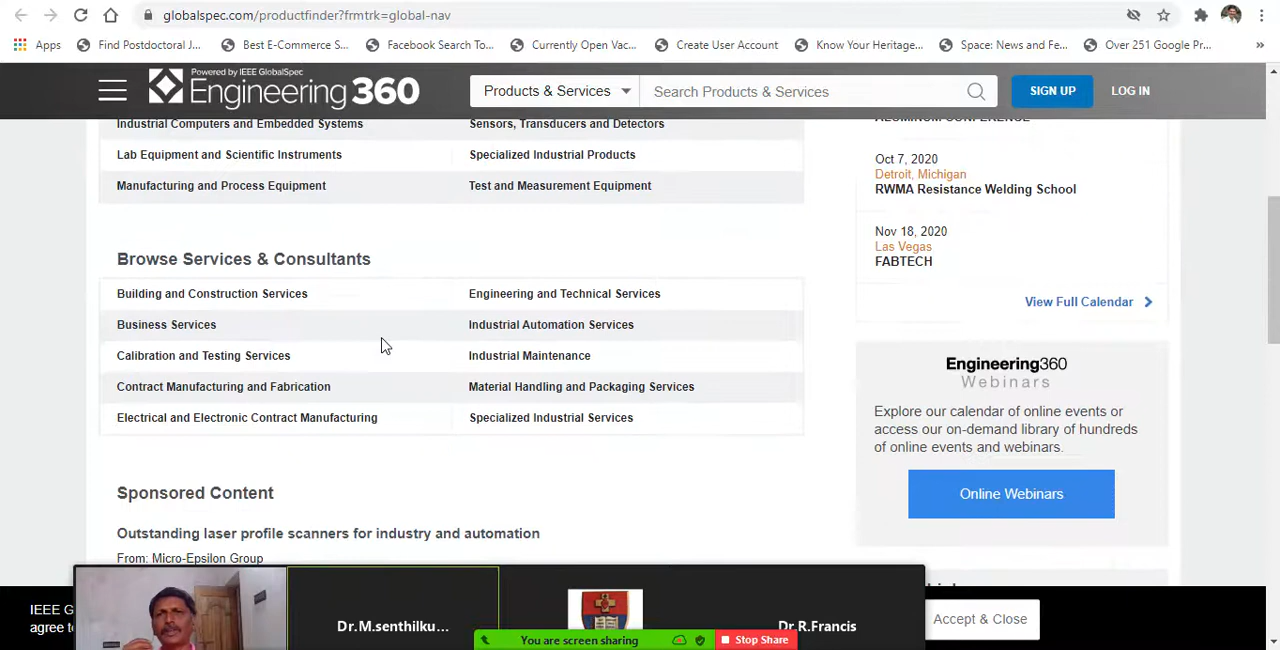 globalspec.com/productfinder?frmtrk=global-nav
Apps Find Postdoctoral J... Best E-Commerce S... Facebook Search To... Currently Open Vac... Create User Account Know Your Heritage... Space: News and Fe... Over 251 Google Pr... »
Powered by IEEE GlobalSpec
Engineering 360
Products & Services
Search Products & Services
SIGN UP
LOG IN
Industrial Computers and Embedded Systems
Sensors, Transducers and Detectors
Lab Equipment and Scientific Instruments
Specialized Industrial Products
Manufacturing and Process Equipment
Test and Measurement Equipment
Browse Services & Consultants
Building and Construction Services
Engineering and Technical Services
Business Services
Industrial Automation Services
Calibration and Testing Services
Industrial Maintenance
Contract Manufacturing and Fabrication
Material Handling and Packaging Services
Electrical and Electronic Contract Manufacturing
Specialized Industrial Services
Sponsored Content
Outstanding laser profile scanners for industry and automation
From: Micro-Epsilon Group
ALUMINUM CONFERENCE
Oct 7, 2020
Detroit, Michigan
RWMA Resistance Welding School
Nov 18, 2020
Las Vegas
FABTECH
View Full Calendar
Engineering360
Webinars
Explore our calendar of online events or
access our on-demand library of hundreds
of online events and webinars.
Online Webinars
IEEE G
agree to
Accept & Close
Dr.M.senthilku...
Dr.R.Francis
You are screen sharing
Stop Share